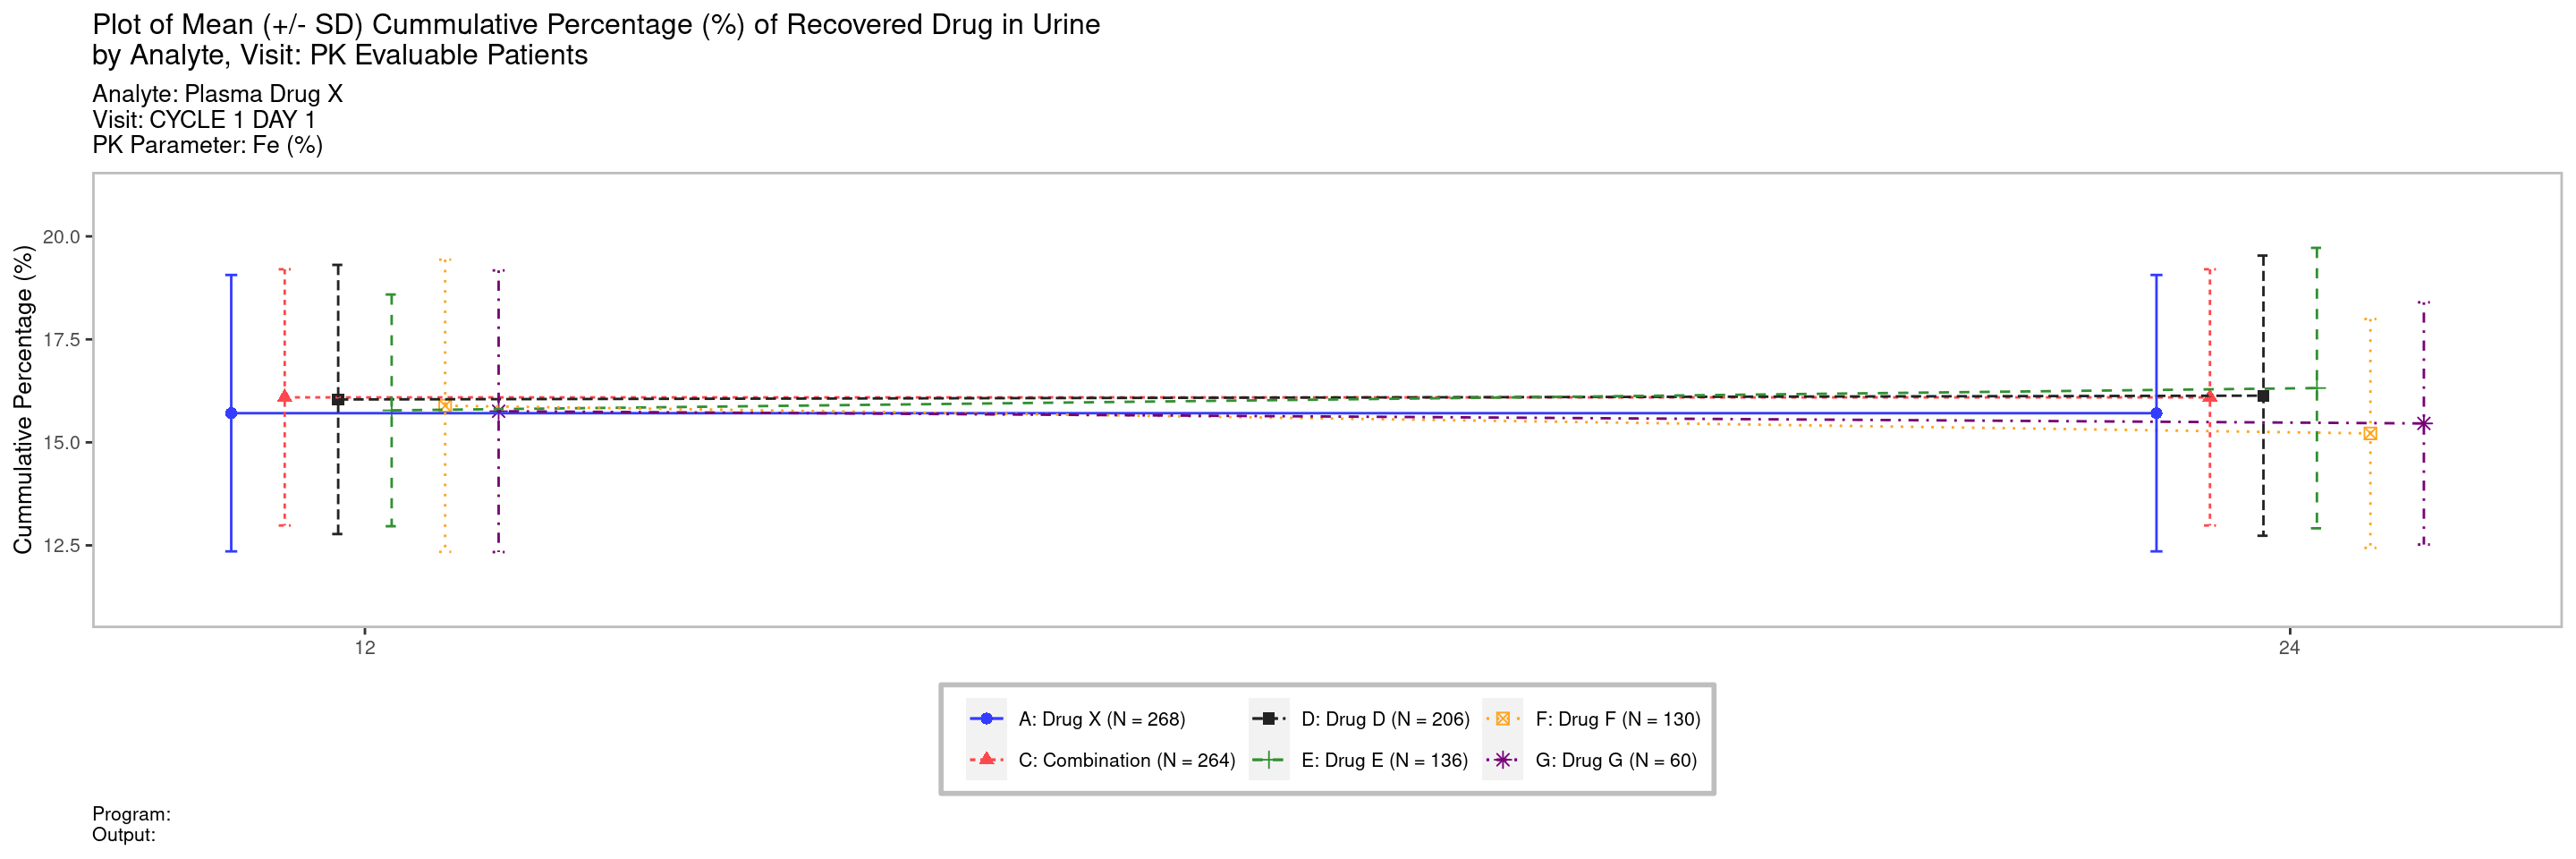 Plot of Mean (+/- SD) Cummulative Percentage (%) of Recovered Drug in Urine
by Analyte, Visit: PK Evaluable Patients
Analyte: Plasma Drug X
Visit: CYCLE 1 DAY 1
PK Parameter: Fe (%)
Cummulative Percentage (%)
20.0
17.5
15.0
12.5
12
24
A: Drug X (N = 268)
D: Drug D (N = 206)
F: Drug F (N = 130)
C: Combination (N = 264)
E: Drug E (N = 136)
G: Drug G (N = 60)
Program:
Output: